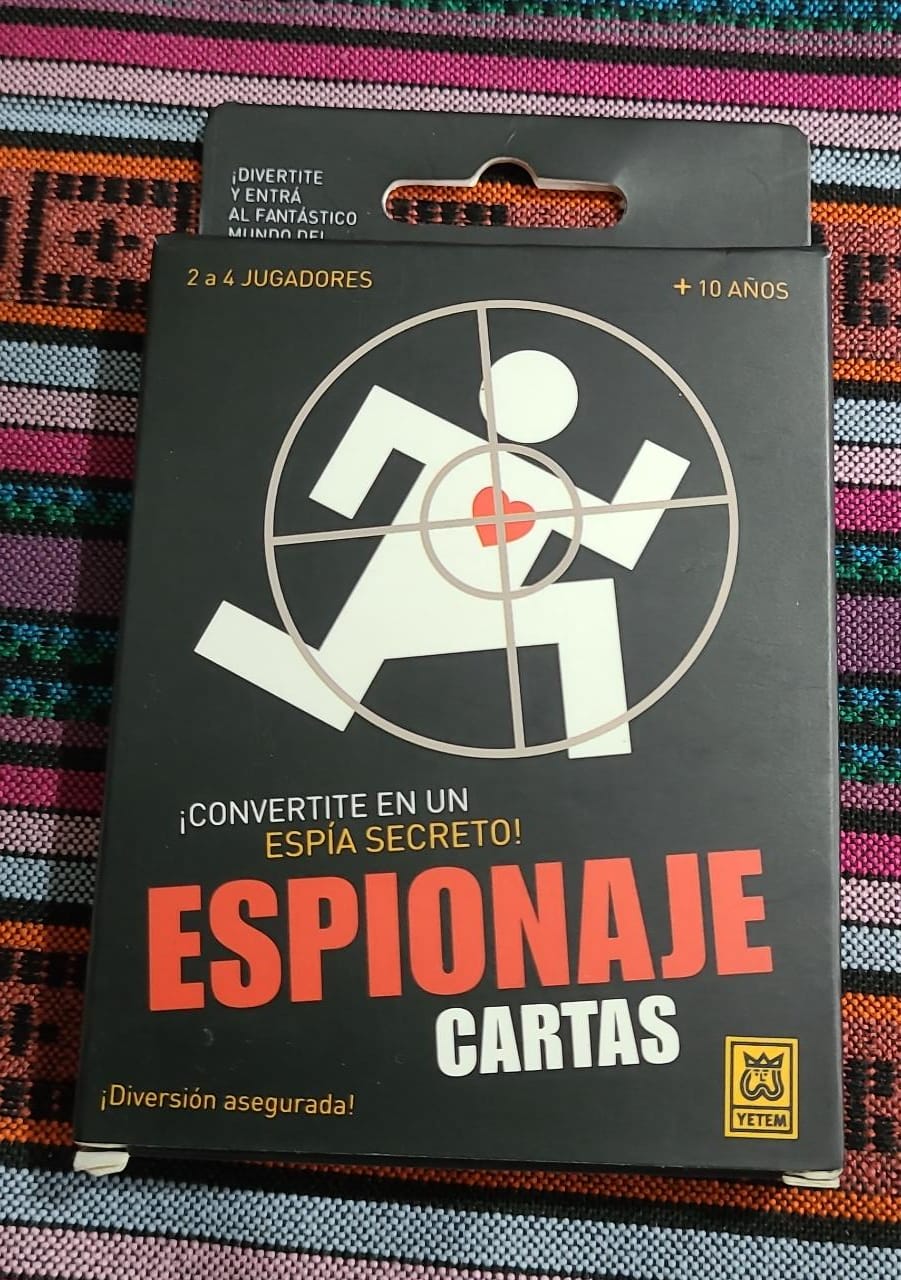 ¡DIVERTITE
Y ENTRÁ
AL FANTÁSTICO
MUNDO DEL
2 a 4 JUGADORES
+ 10 AÑOS
¡CONVERTITE EN UN
ESPÍA SECRETO!
ESPIONAJE
CARTAS
¡Diversión asegurada!
YETEM